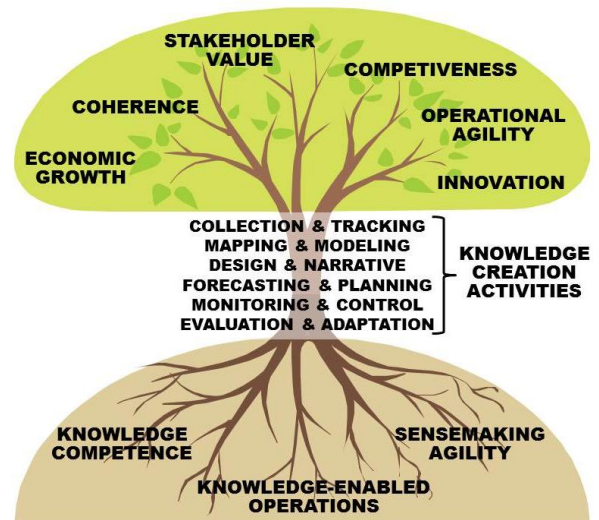 STAKEHOLDER
VALUE
COMPETIVENESS
COHERENCE
OPERATIONAL
AGILITY
ECONOMIC
GROWTH
INNOVATION
COLLECTION & TRACKING
MAPPING & MODELING
DESIGN & NARRATIVE
FORECASTING & PLANNING
MONITORING & CONTROL
EVALUATION & ADAPTATION
KNOWLEDGE
CREATION
ACTIVITIES
KNOWLEDGE
COMPETENCE
SENSEMAKING
AGILITY
KNOWLEDGE-ENABLED
OPERATIONS